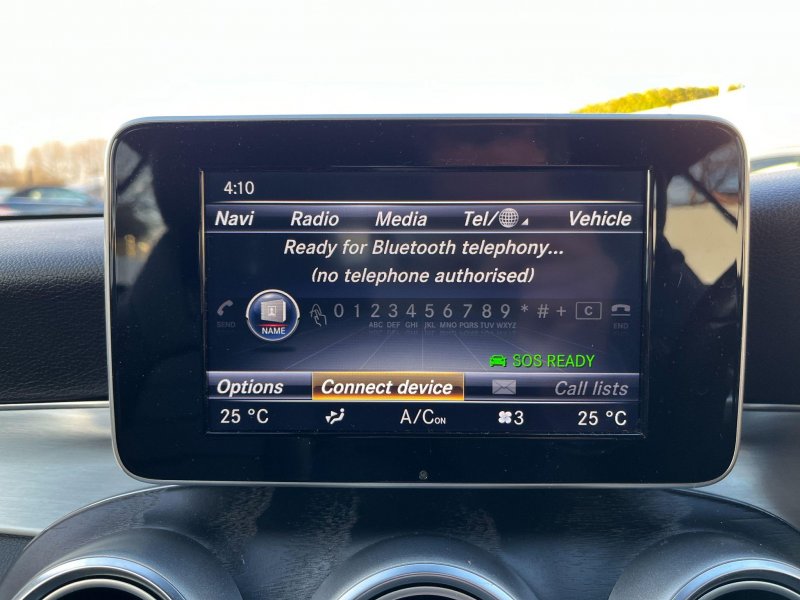 4:10
Navi Radio Media Tel/ Vehicle
Ready for Bluetooth telephony...
(no telephone authorised)
0 1 2 3 4 5 6 7 8 9 * # + C
SEND NAME ABC DEF GHI JKL MNO PQRS TUV WXYZ END
SOS READY
Options Connect device Call lists
25 °C A/C ON 3 25 °C